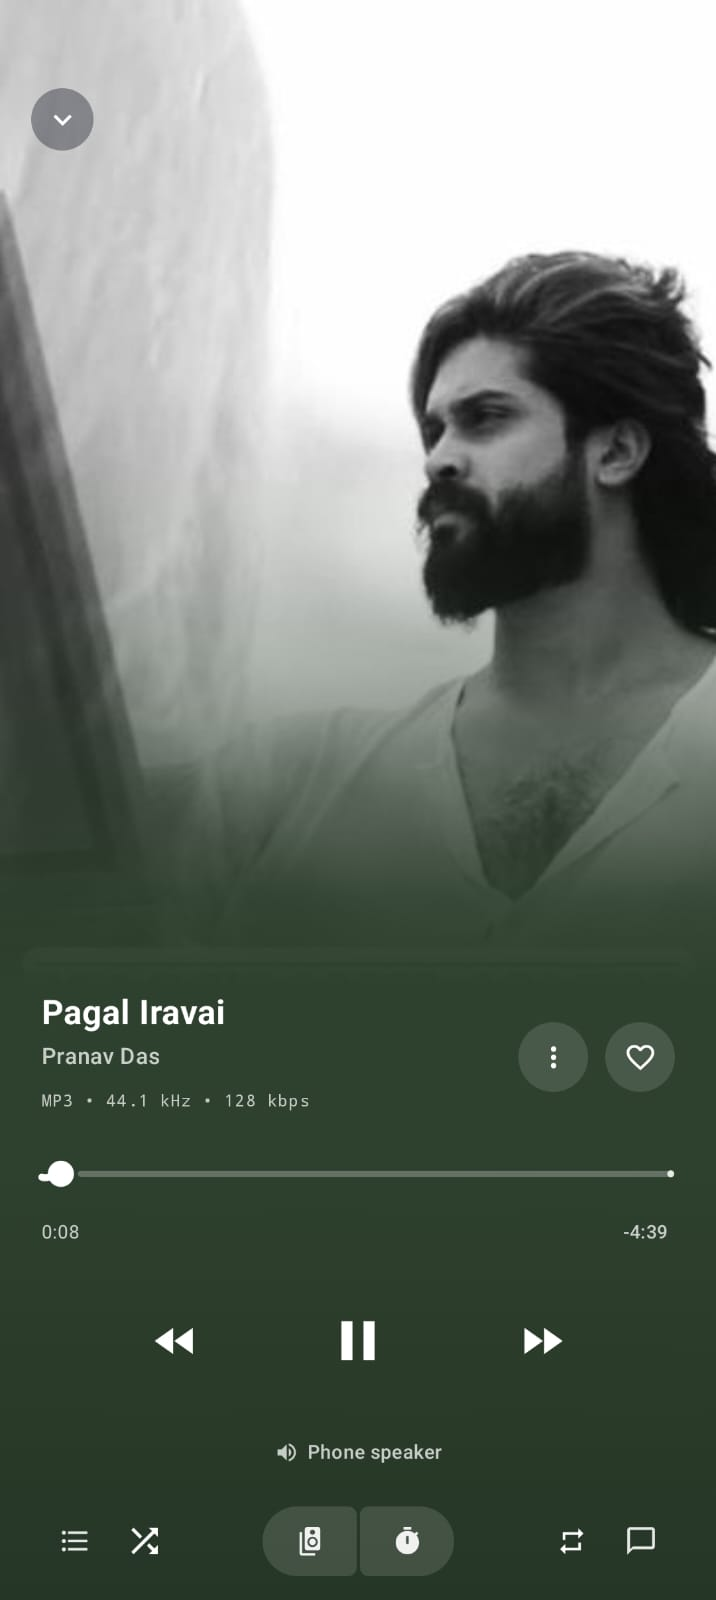 Pagal Iravai
Pranav Das
MP3 • 44.1 kHz • 128 kbps
0:08
-4:39
Phone speaker